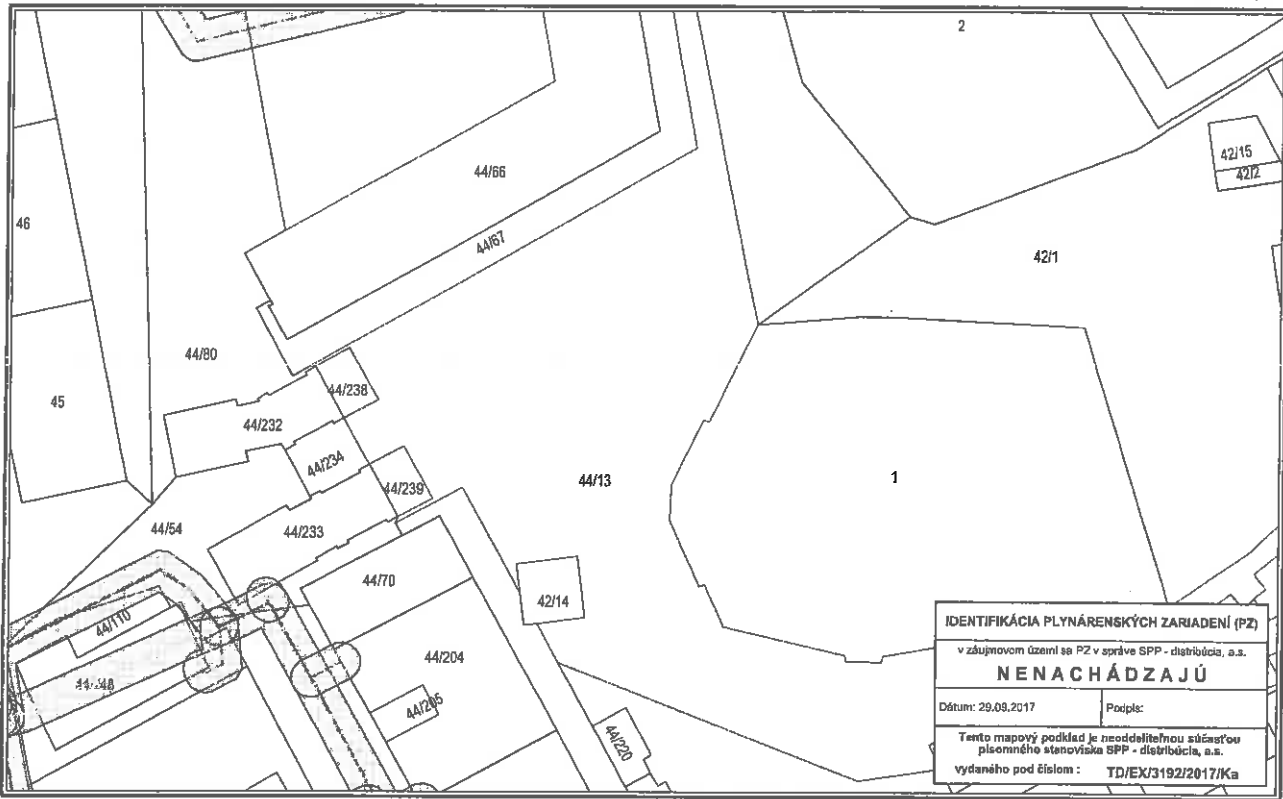 2
42/15
42/2
44/66
46
44/67
42/1
44/80
45
44/238
44/232
44/234
44/239
44/13
1
44/54
44/233
44/70
42/14
44/110
44/204
44/205
44/220
IDENTIFIKÁCIA PLYNÁRENSKÝCH ZARIADENÍ (PZ)
v záujmovom území sa PZ v správe SPP - distribúcia, a.s.
NENACHÁDZAJÚ
Dátum: 29.09.2017
Podpis:
Tento mapový podklad je neoddeliteľnou súčasťou
písomného stanoviska SPP - distribúcia, a.s.
vydaného pod číslom : TD/EX/3192/2017/Ka